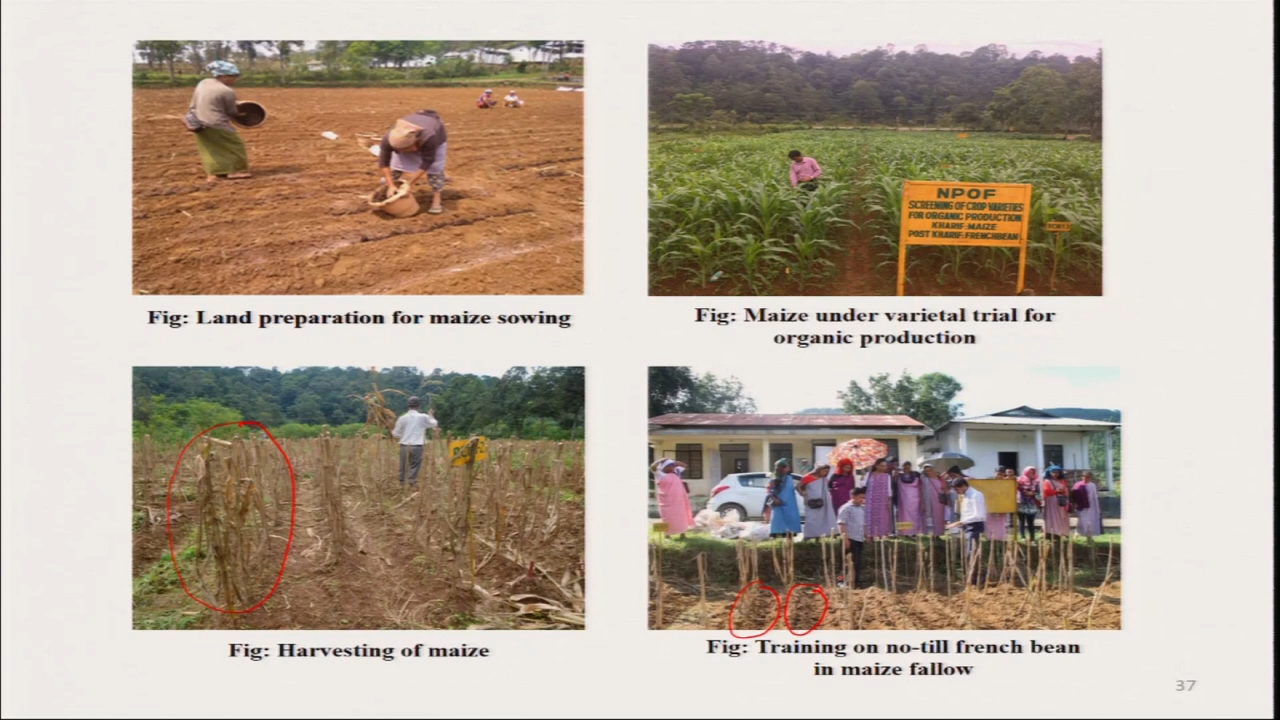 NPOF
SCREENING OF CROP VARIETIES
FOR ORGANIC PRODUCTION
KHARIF:MAIZE
POST KHARIF:FRENCHBEAN
Fig: Land preparation for maize sowing
Fig: Maize under varietal trial for
organic production
Fig: Harvesting of maize
Fig: Training on no-till french bean
in maize fallow
37